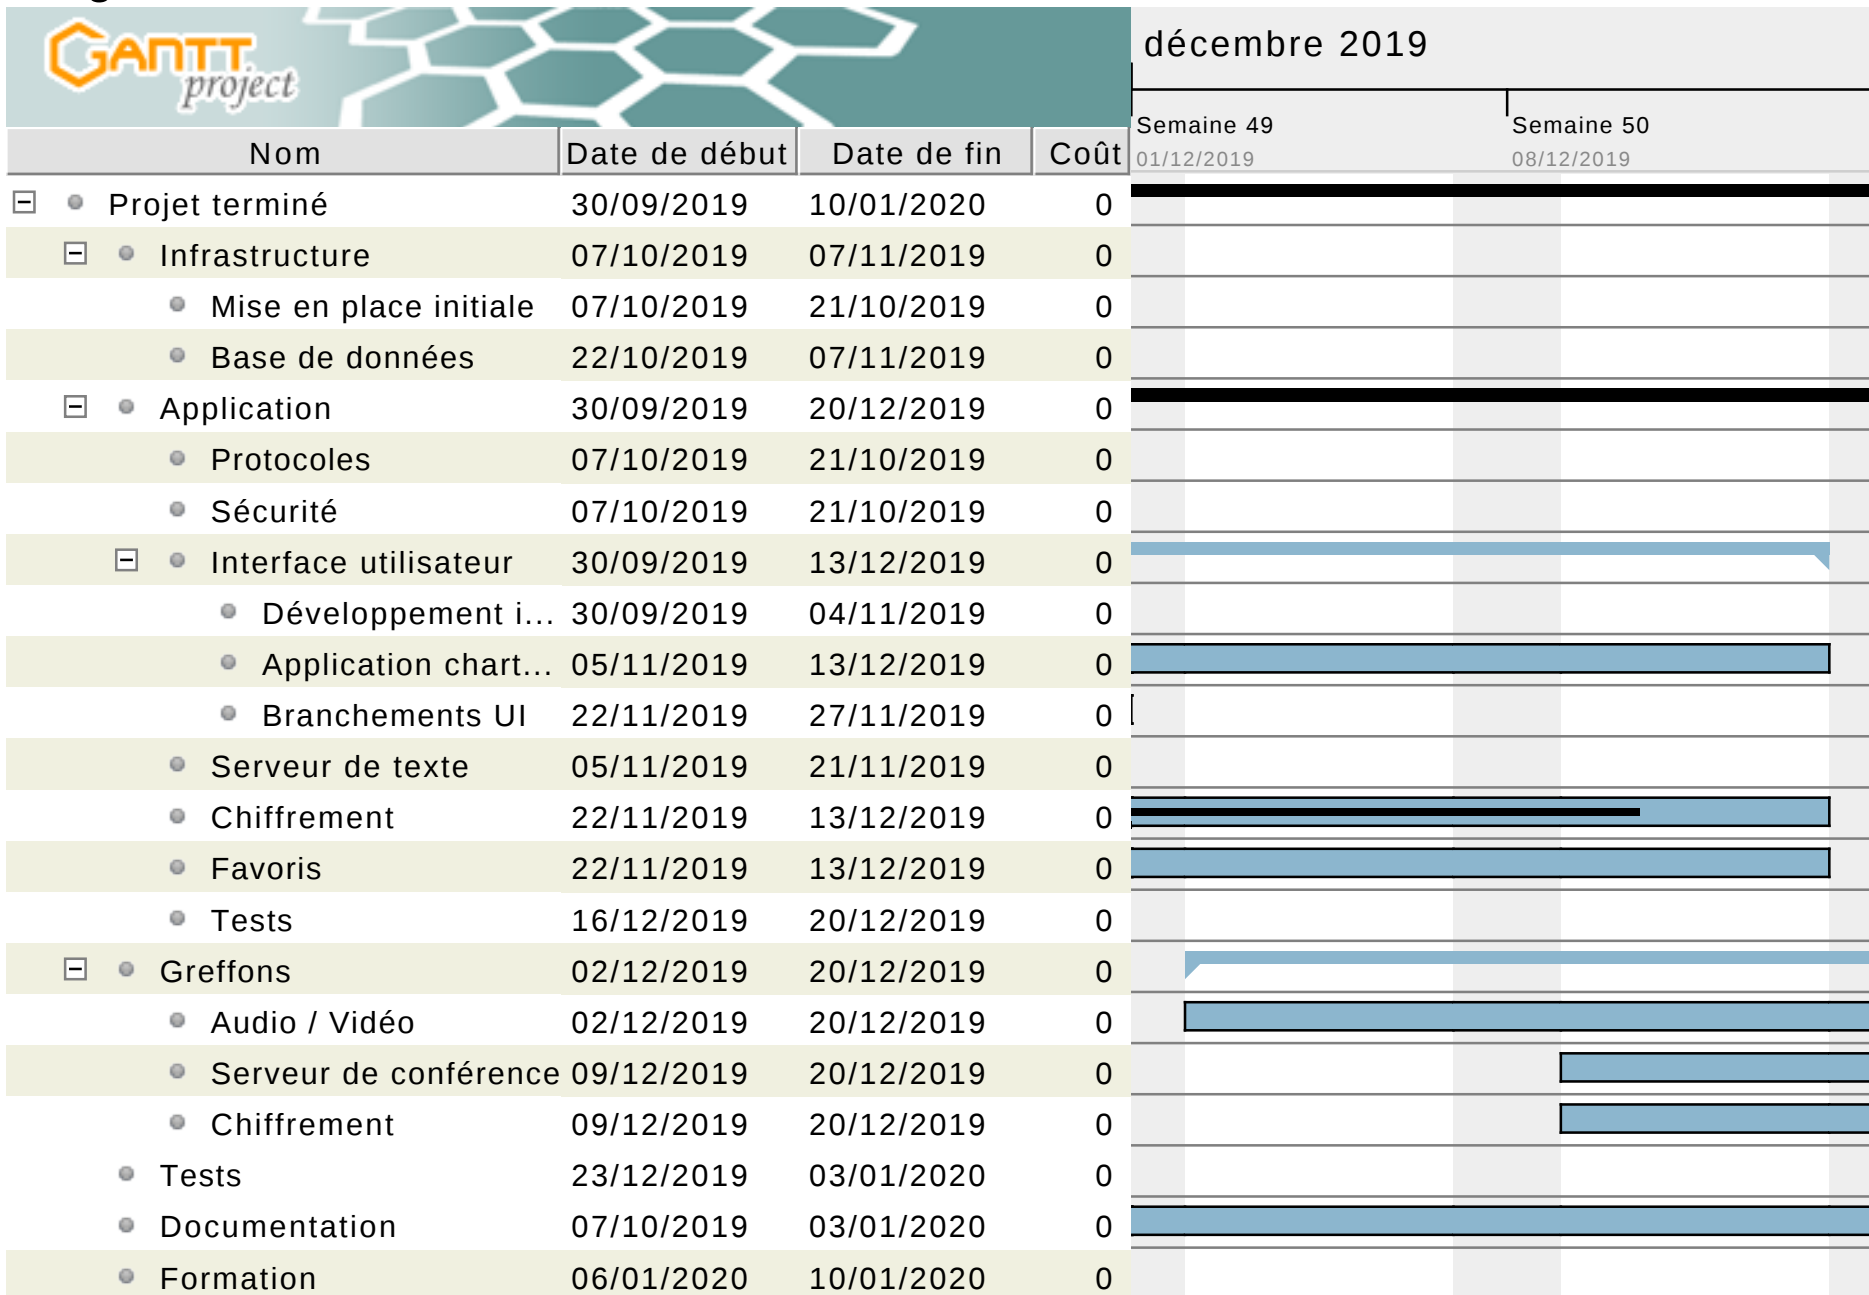 GANTT
project
décembre 2019
Semaine 49
Semaine 50
01/12/2019
08/12/2019
Nom Date de début Date de fin Coût
Projet terminé 30/09/2019 10/01/2020 0
Infrastructure 07/10/2019 07/11/2019 0
Mise en place initiale 07/10/2019 21/10/2019 0
Base de données 22/10/2019 07/11/2019 0
Application 30/09/2019 20/12/2019 0
Protocoles 07/10/2019 21/10/2019 0
Sécurité 07/10/2019 21/10/2019 0
Interface utilisateur 30/09/2019 13/12/2019 0
Développement i... 30/09/2019 04/11/2019 0
Application chart... 05/11/2019 13/12/2019 0
Branchements UI 22/11/2019 27/11/2019 0
Serveur de texte 05/11/2019 21/11/2019 0
Chiffrement 22/11/2019 13/12/2019 0
Favoris 22/11/2019 13/12/2019 0
Tests 16/12/2019 20/12/2019 0
Greffons 02/12/2019 20/12/2019 0
Audio / Vidéo 02/12/2019 20/12/2019 0
Serveur de conférence 09/12/2019 20/12/2019 0
Chiffrement 09/12/2019 20/12/2019 0
Tests 23/12/2019 03/01/2020 0
Documentation 07/10/2019 03/01/2020 0
Formation 06/01/2020 10/01/2020 0